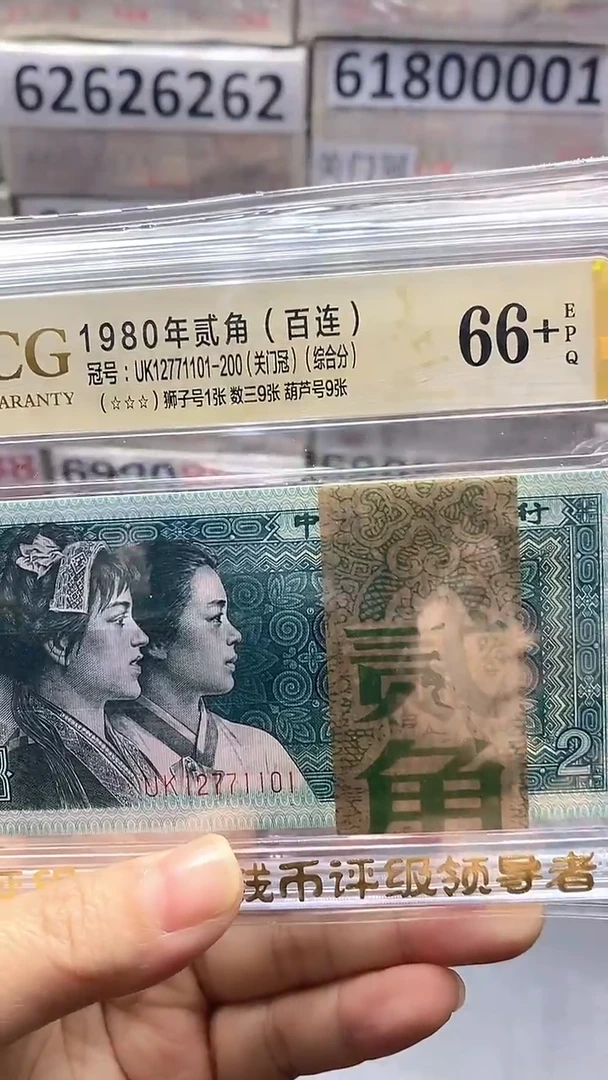 62626262
61800001
CG
ARANTY
1980年贰角（百连）
冠号：UK12771101-200（关门冠）（综合分）
（☆☆☆）狮子号1张 数三9张 葫芦号9张
66+
EPQ
中
行
贰
角
UK12771101
2
钱币评级领导者